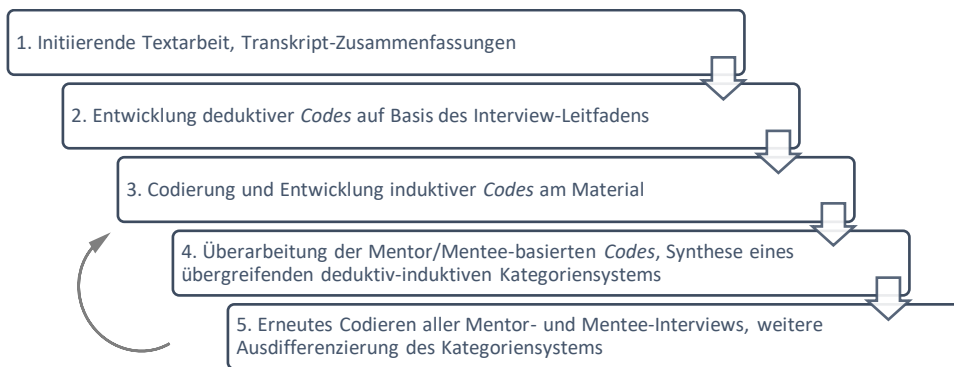 1. Initiierende Textarbeit, Transkript-Zusammenfassungen
2. Entwicklung deduktiver Codes auf Basis des Interview-Leitfadens
3. Codierung und Entwicklung induktiver Codes am Material
4. Überarbeitung der Mentor/Mentee-basierten Codes, Synthese eines
übergreifenden deduktiv-induktiven Kategoriensystems
5. Erneutes Codieren aller Mentor- und Mentee-Interviews, weitere
Ausdifferenzierung des Kategoriensystems